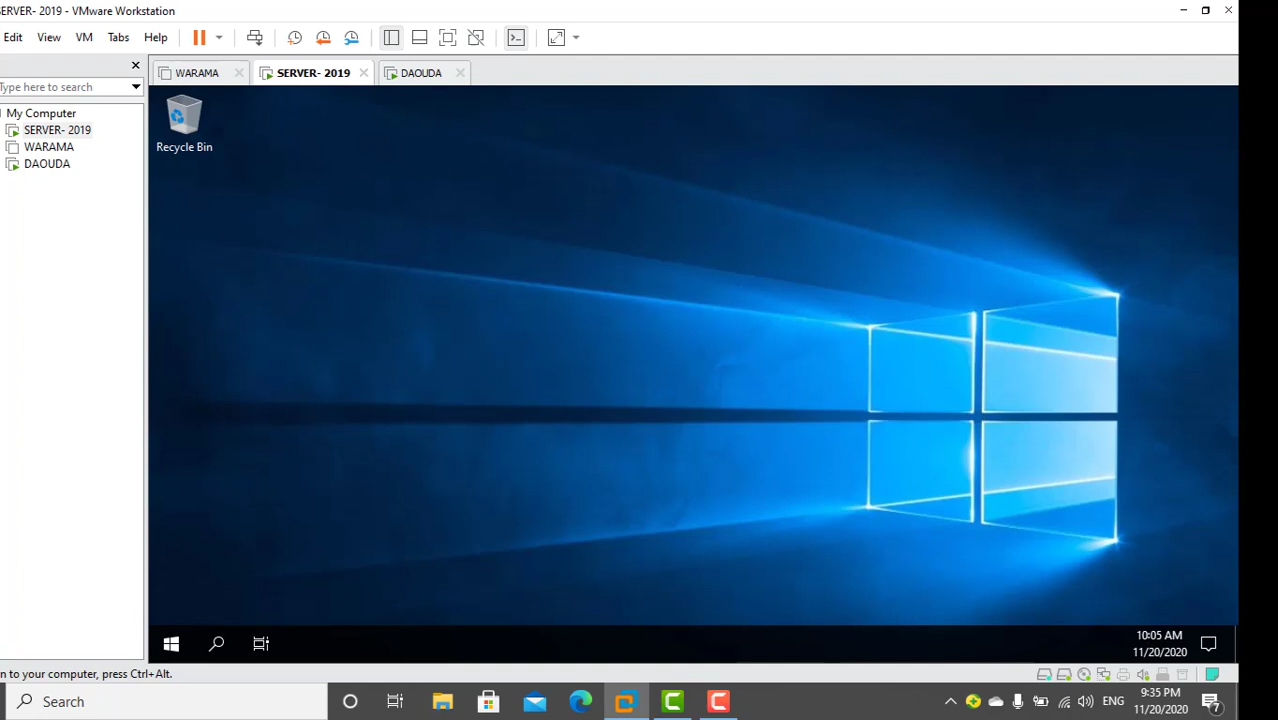 SERVER- 2019 - VMware Workstation
Edit View VM Tabs Help
WARAMA
SERVER- 2019
DAOUDA
Type here to search
My Computer
SERVER- 2019
WARAMA
DAOUDA
Recycle Bin
10:05 AM
11/20/2020
n to your computer, press Ctrl+Alt.
Search
ENG
9:35 PM
11/20/2020
7